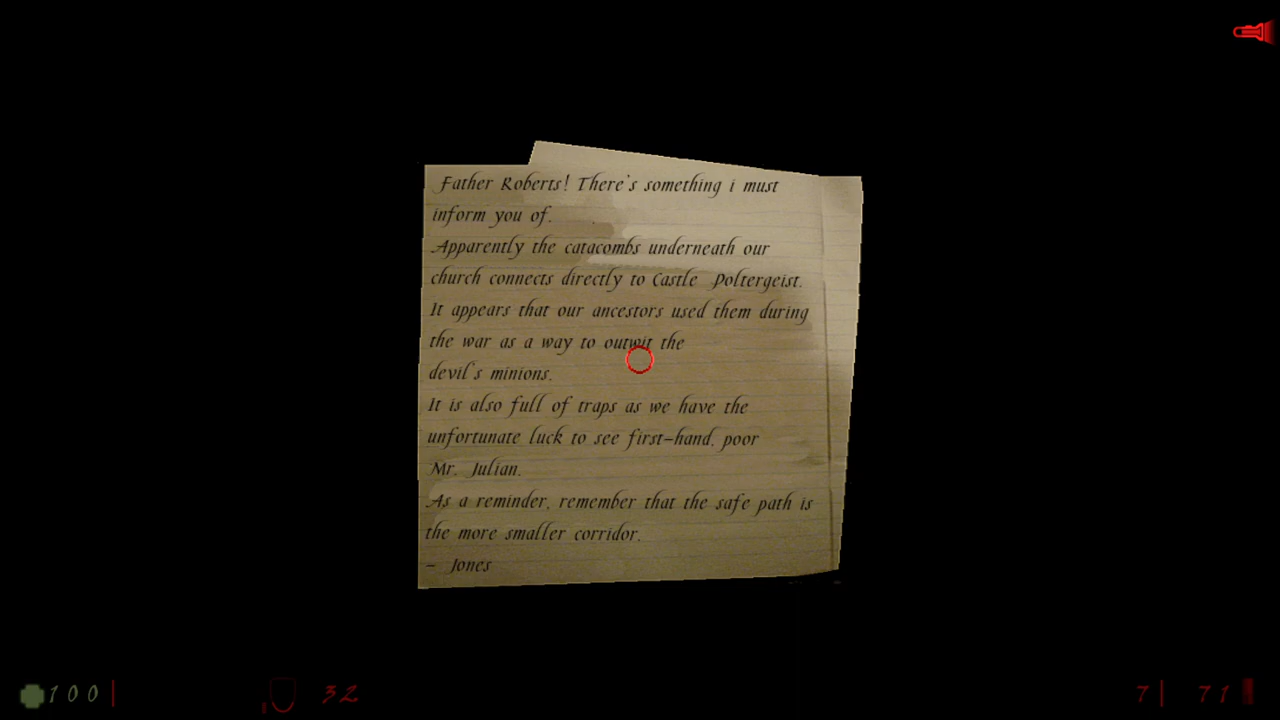 Father Roberts! There's something i must
inform you of.
Apparently the catacombs underneath our
church connects directly to Castle Poltergeist.
It appears that our ancestors used them during
the war as a way to outwit the
devil's minions.
It is also full of traps as we have the
unfortunate luck to see first-hand, poor
Mr. Julian.
As a reminder, remember that the safe path is
the more smaller corridor.
- Jones
100 32 7 71